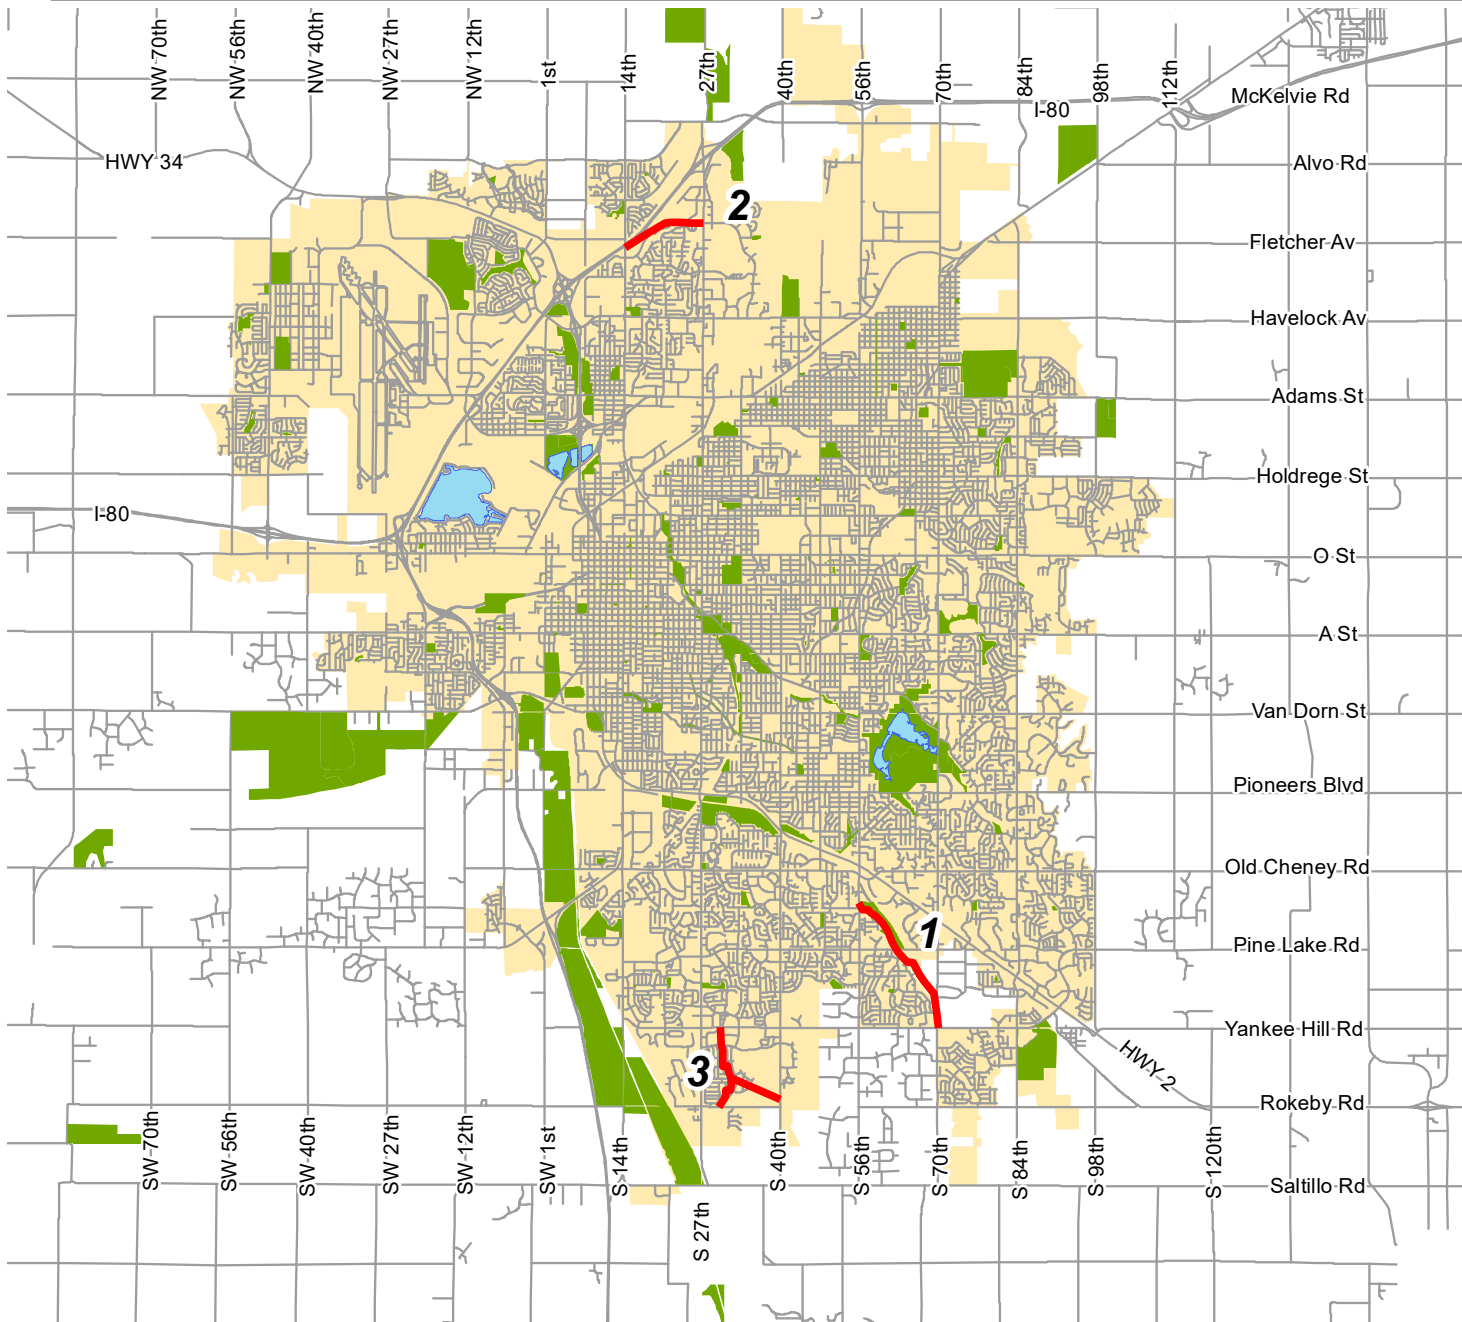 NW 70th
NW 56th
NW 40th
NW 27th
NW 12th
1st
14th
27th
40th
56th
70th
84th
98th
112th
McKelvie Rd
I-80
HWY 34
Alvo Rd
2
Fletcher Av
Havelock Av
Adams St
Holdrege St
I-80
O St
A St
Van Dorn St
Pioneers Blvd
Old Cheney Rd
1
Pine Lake Rd
Yankee Hill Rd
HWY 2
3
Rokeby Rd
SW 70th
SW 56th
SW 40th
SW 27th
SW 12th
SW 1st
S 14th
S 27th
S 40th
S 56th
S 70th
S 84th
S 98th
S 120th
Saltillo Rd